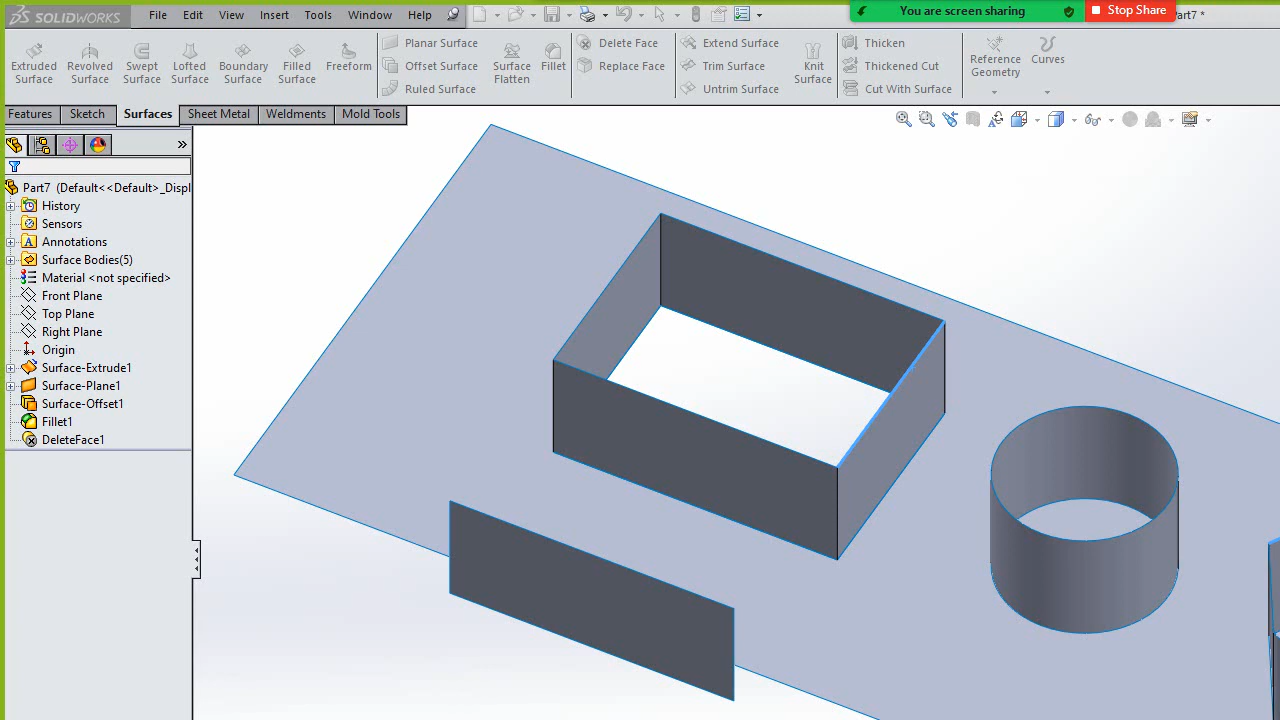 SOLIDWORKS File Edit View Insert Tools Window Help You are screen sharing Stop Share Part7 *
Extruded Surface
Revolved Surface
Swept Surface
Lofted Surface
Boundary Surface
Filled Surface
Freeform
Planar Surface
Offset Surface
Ruled Surface
Surface Flatten
Fillet
Delete Face
Replace Face
Extend Surface
Trim Surface
Untrim Surface
Knit Surface
Thicken
Thickened Cut
Cut With Surface
Reference Geometry
Curves
Features Sketch Surfaces Sheet Metal Weldments Mold Tools
Part7 (Default<<Default>_Displ
History
Sensors
Annotations
Surface Bodies(5)
Material <not specified>
Front Plane
Top Plane
Right Plane
Origin
Surface-Extrude1
Surface-Plane1
Surface-Offset1
Fillet1
DeleteFace1